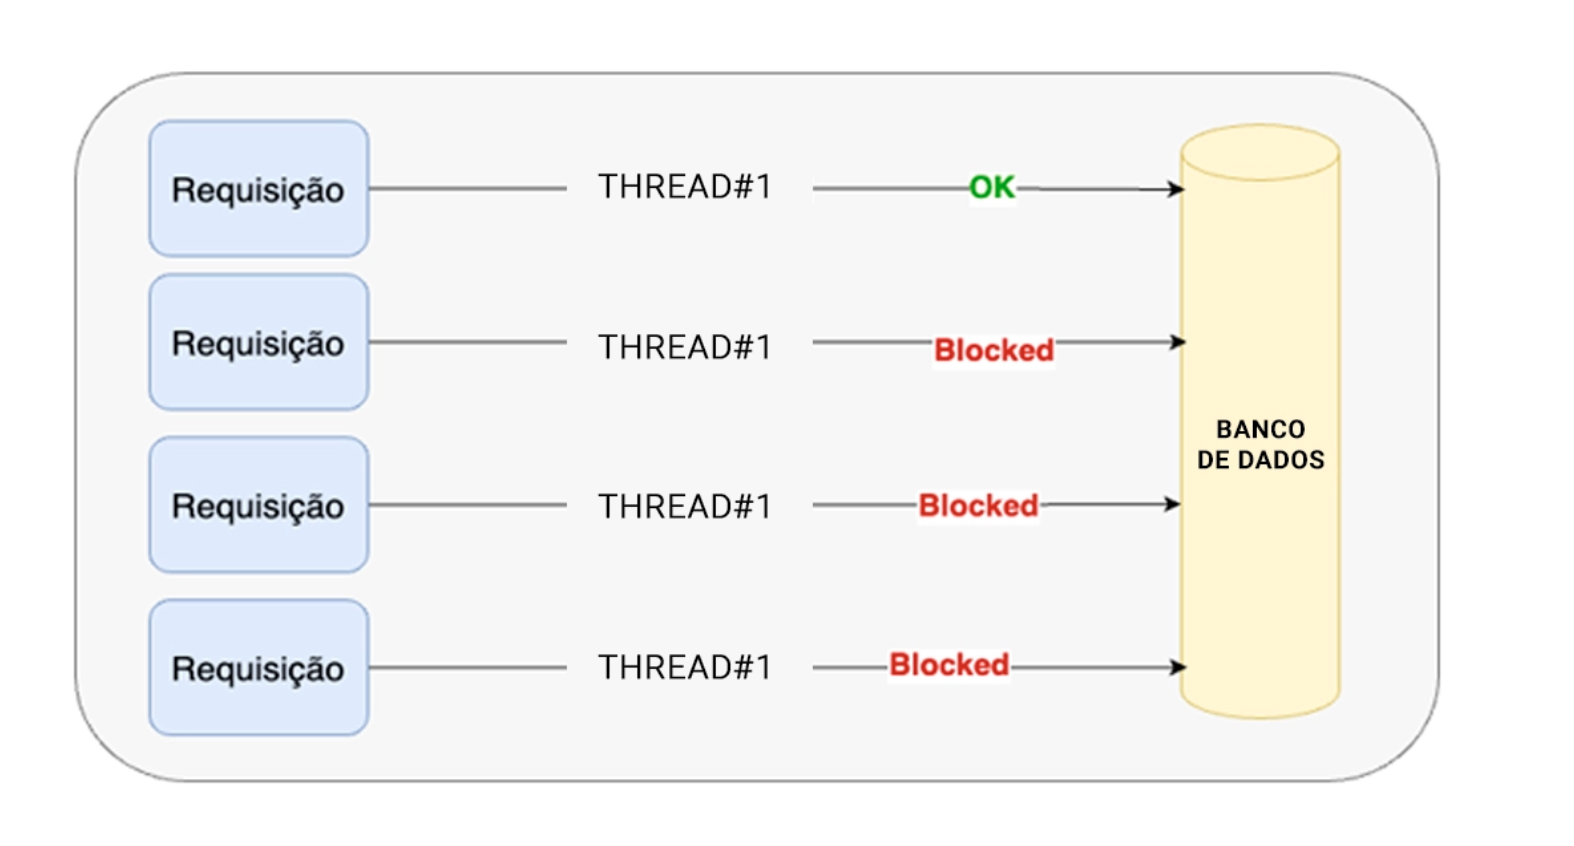 Requisição THREAD#1 OK
Requisição THREAD#1 Blocked
BANCO
DE DADOS
Requisição THREAD#1 Blocked
Requisição THREAD#1 Blocked